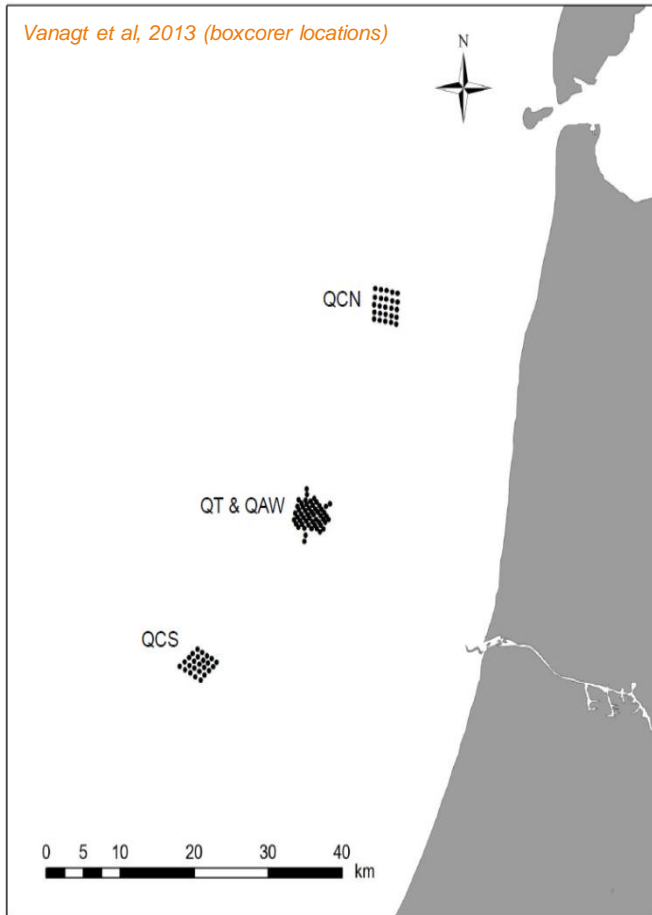 Vanagt et al, 2013 (boxcorer locations)
N
QCN
QT & QAW
QCS
0 5 10 20 30 40
km